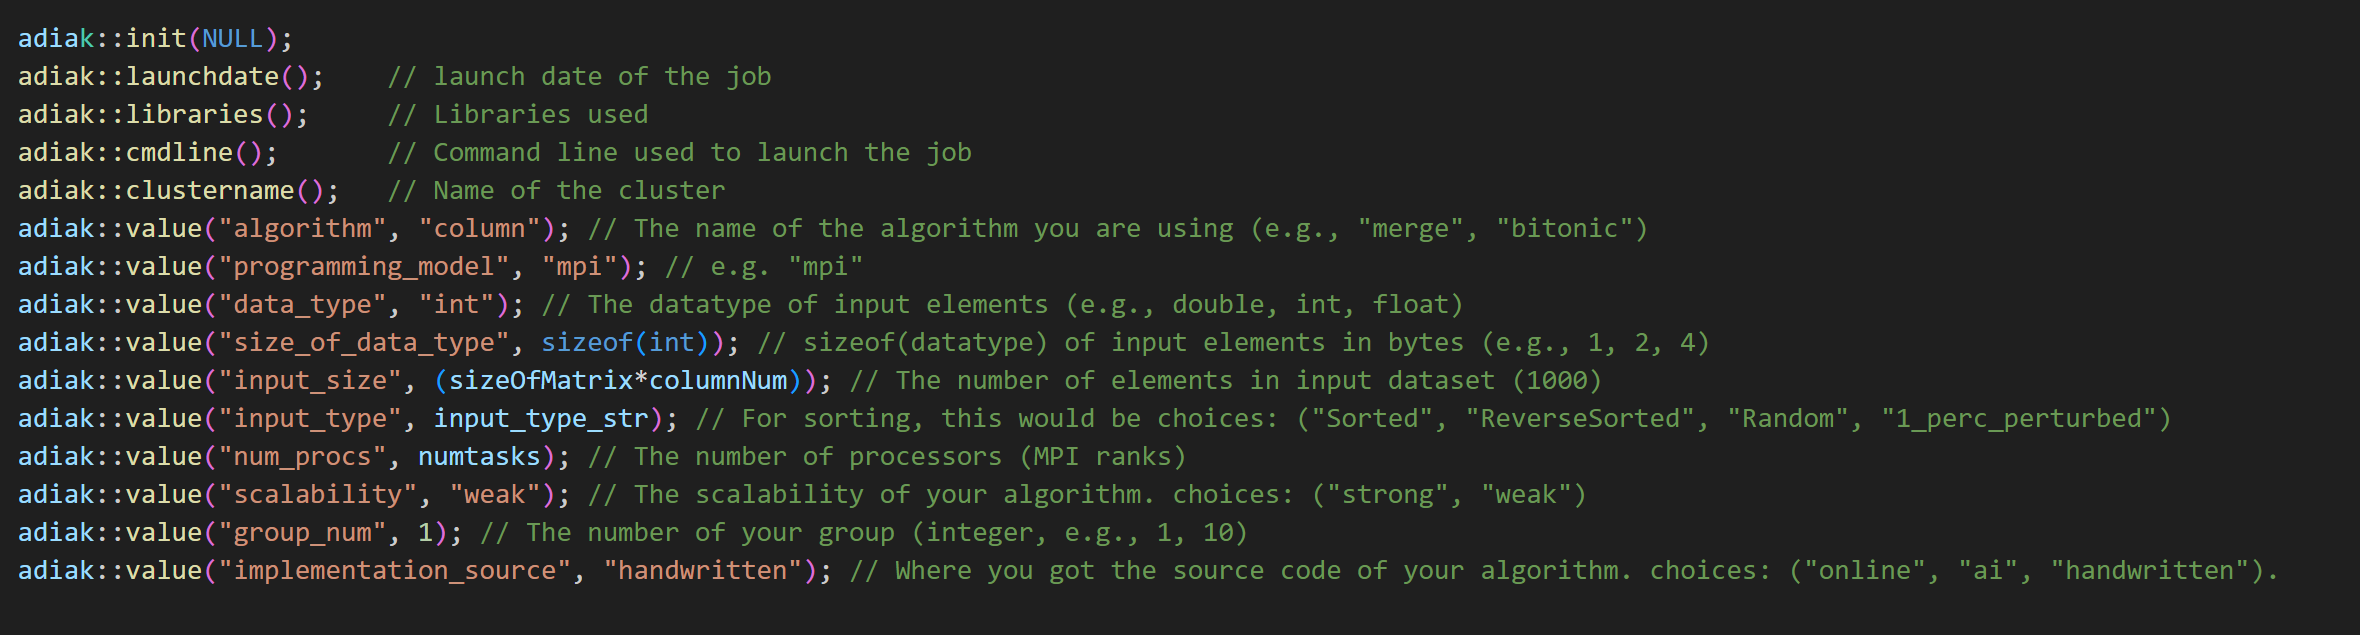 adiak::init(NULL);
adiak::launchdate();    // launch date of the job
adiak::libraries();     // Libraries used
adiak::cmdline();       // Command line used to launch the job
adiak::clustername();   // Name of the cluster
adiak::value("algorithm", "column"); // The name of the algorithm you are using (e.g., "merge", "bitonic")
adiak::value("programming_model", "mpi"); // e.g. "mpi"
adiak::value("data_type", "int"); // The datatype of input elements (e.g., double, int, float)
adiak::value("size_of_data_type", sizeof(int)); // sizeof(datatype) of input elements in bytes (e.g., 1, 2, 4)
adiak::value("input_size", (sizeOfMatrix*columnNum)); // The number of elements in input dataset (1000)
adiak::value("input_type", input_type_str); // For sorting, this would be choices: ("Sorted", "ReverseSorted", "Random", "1_perc_perturbed")
adiak::value("num_procs", numtasks); // The number of processors (MPI ranks)
adiak::value("scalability", "weak"); // The scalability of your algorithm. choices: ("strong", "weak")
adiak::value("group_num", 1); // The number of your group (integer, e.g., 1, 10)
adiak::value("implementation_source", "handwritten"); // Where you got the source code of your algorithm. choices: ("online", "ai", "handwritten").